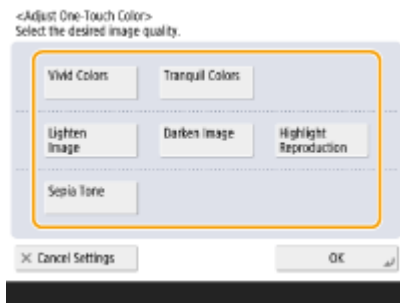 <Adjust One-Touch Color>
Select the desired image quality.
Vivid Colors Tranquil Colors
Lighten Image Darken Image Highlight Reproduction
Sepia Tone
× Cancel Settings OK